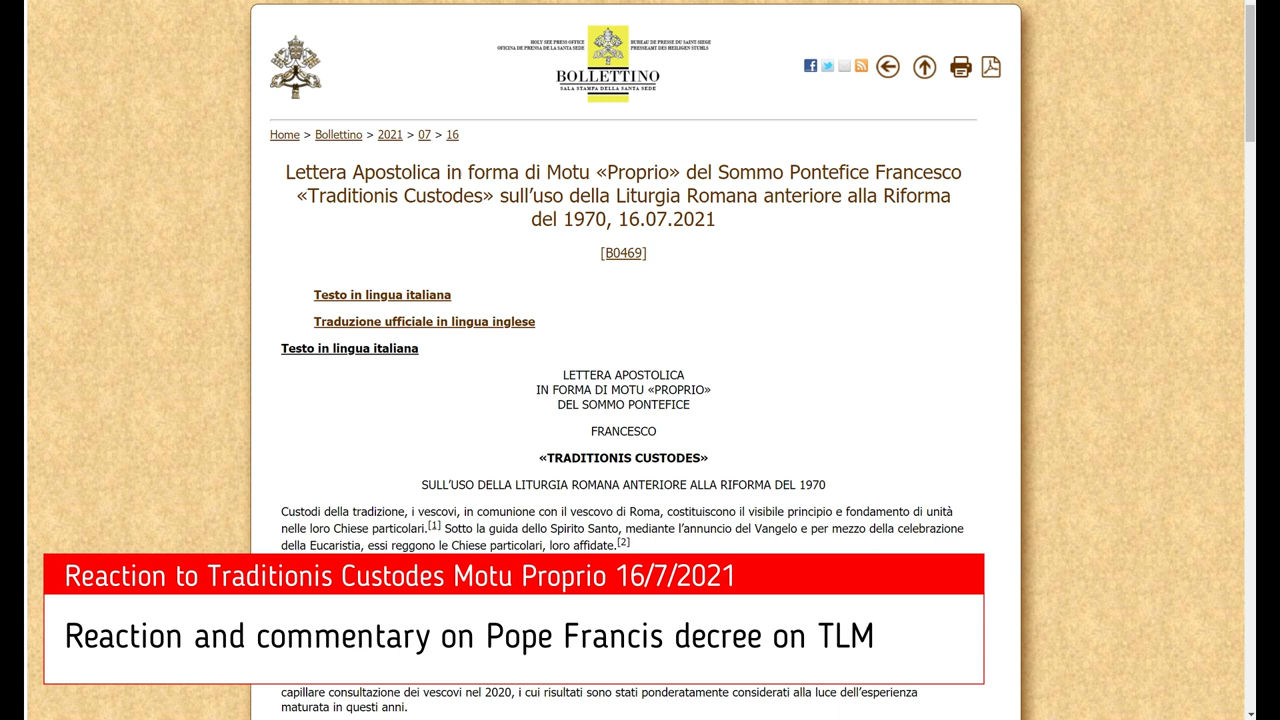 HOLY SEE PRESS OFFICE BUREAU DE PRESSE DU SAINT-SIEGE
OFICINA DE PRENSA DE LA SANTA SEDE PRESSEAMT DES HEILIGEN STUHLS
BOLLETTINO
SALA STAMPA DELLA SANTA SEDE
Home > Bollettino > 2021 > 07 > 16
Lettera Apostolica in forma di Motu «Proprio» del Sommo Pontefice Francesco
«Traditionis Custodes» sull’uso della Liturgia Romana anteriore alla Riforma
del 1970, 16.07.2021
[B0469]
Testo in lingua italiana
Traduzione ufficiale in lingua inglese
Testo in lingua italiana
LETTERA APOSTOLICA
IN FORMA DI MOTU «PROPRIO»
DEL SOMMO PONTEFICE
FRANCESCO
«TRADITIONIS CUSTODES»
SULL’USO DELLA LITURGIA ROMANA ANTERIORE ALLA RIFORMA DEL 1970
Custodi della tradizione, i vescovi, in comunione con il vescovo di Roma, costituiscono il visibile principio e fondamento di unità
nelle loro Chiese particolari.[1] Sotto la guida dello Spirito Santo, mediante l’annuncio del Vangelo e per mezzo della celebrazione
della Eucaristia, essi reggono le Chiese particolari, loro affidate.[2]
Reaction to Traditionis Custodes Motu Proprio 16/7/2021
Reaction and commentary on Pope Francis decree on TLM
capillare consultazione dei vescovi nel 2020, i cui risultati sono stati ponderatamente considerati alla luce dell’esperienza
maturata in questi anni.